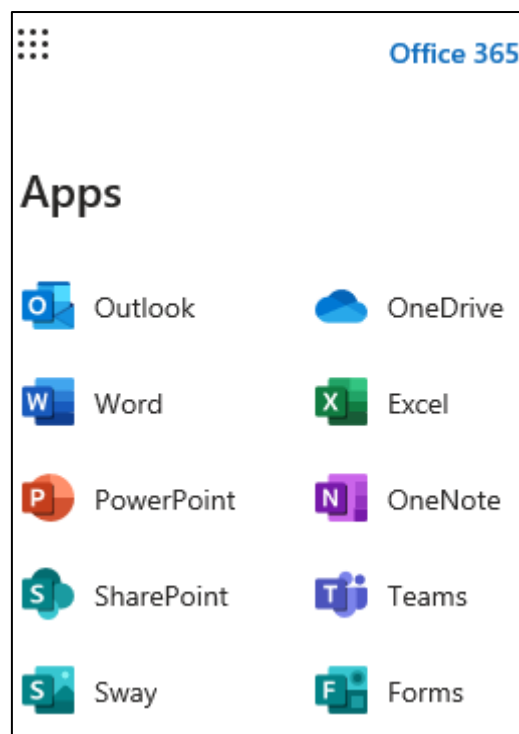 Office 365
Apps
O Outlook OneDrive
W Word X Excel
P PowerPoint N OneNote
S SharePoint T Teams
S Sway F Forms